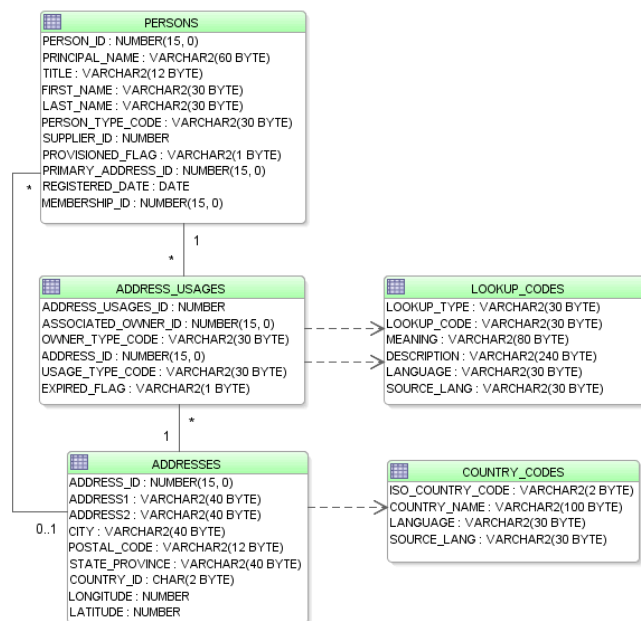 PERSONS
PERSON_ID : NUMBER(15, 0)
PRINCIPAL_NAME : VARCHAR2(60 BYTE)
TITLE : VARCHAR2(12 BYTE)
FIRST_NAME : VARCHAR2(30 BYTE)
LAST_NAME : VARCHAR2(30 BYTE)
PERSON_TYPE_CODE : VARCHAR2(30 BYTE)
SUPPLIER_ID : NUMBER
PROVISIONED_FLAG : VARCHAR2(1 BYTE)
PRIMARY_ADDRESS_ID : NUMBER(15, 0)
REGISTERED_DATE : DATE
MEMBERSHIP_ID : NUMBER(15, 0)
*
1
*
ADDRESS_USAGES
ADDRESS_USAGES_ID : NUMBER
ASSOCIATED_OWNER_ID : NUMBER(15, 0)
OWNER_TYPE_CODE : VARCHAR2(30 BYTE)
ADDRESS_ID : NUMBER(15, 0)
USAGE_TYPE_CODE : VARCHAR2(30 BYTE)
EXPIRED_FLAG : VARCHAR2(1 BYTE)
LOOKUP_CODES
LOOKUP_TYPE : VARCHAR2(30 BYTE)
LOOKUP_CODE : VARCHAR2(30 BYTE)
MEANING : VARCHAR2(80 BYTE)
DESCRIPTION : VARCHAR2(240 BYTE)
LANGUAGE : VARCHAR2(30 BYTE)
SOURCE_LANG : VARCHAR2(30 BYTE)
*
1
ADDRESSES
ADDRESS_ID : NUMBER(15, 0)
ADDRESS1 : VARCHAR2(40 BYTE)
ADDRESS2 : VARCHAR2(40 BYTE)
CITY : VARCHAR2(40 BYTE)
POSTAL_CODE : VARCHAR2(12 BYTE)
STATE_PROVINCE : VARCHAR2(40 BYTE)
COUNTRY_ID : CHAR(2 BYTE)
LONGITUDE : NUMBER
LATITUDE : NUMBER
0..1
COUNTRY_CODES
ISO_COUNTRY_CODE : VARCHAR2(2 BYTE)
COUNTRY_NAME : VARCHAR2(100 BYTE)
LANGUAGE : VARCHAR2(30 BYTE)
SOURCE_LANG : VARCHAR2(30 BYTE)